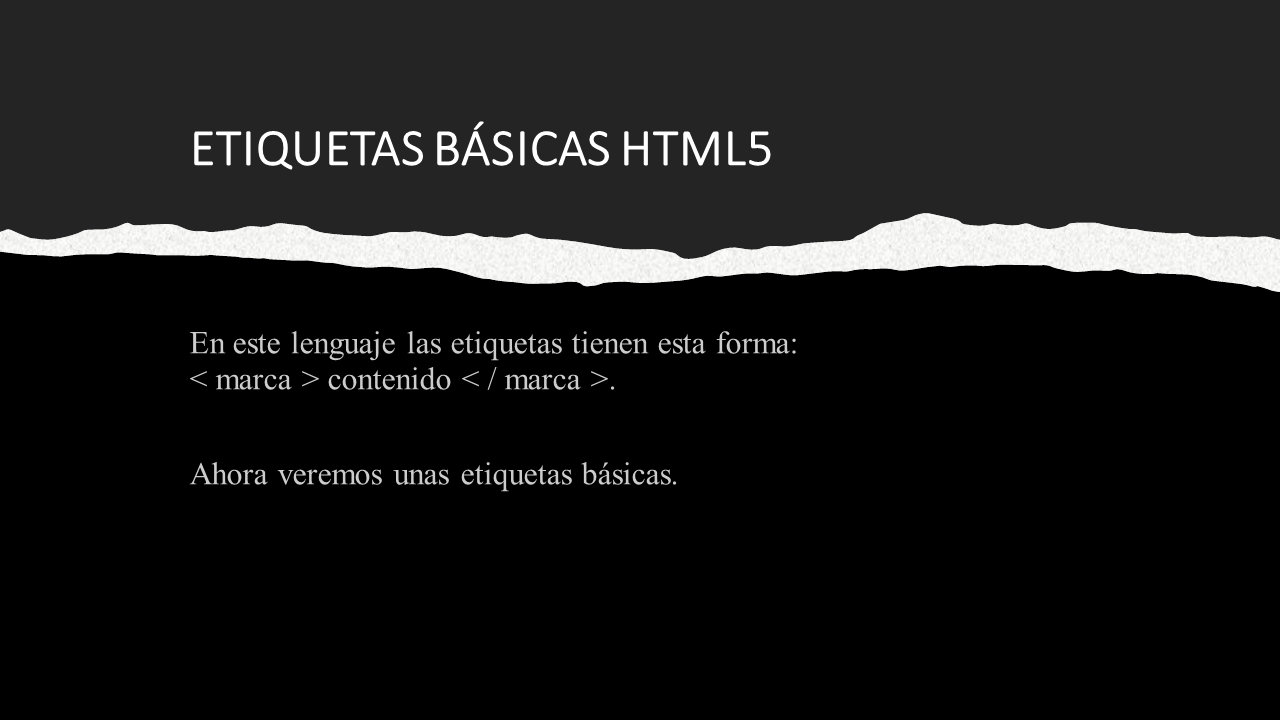 ETIQUETAS BÁSICAS HTML5
En este lenguaje las etiquetas tienen esta forma:
< marca > contenido < / marca >.
Ahora veremos unas etiquetas básicas.